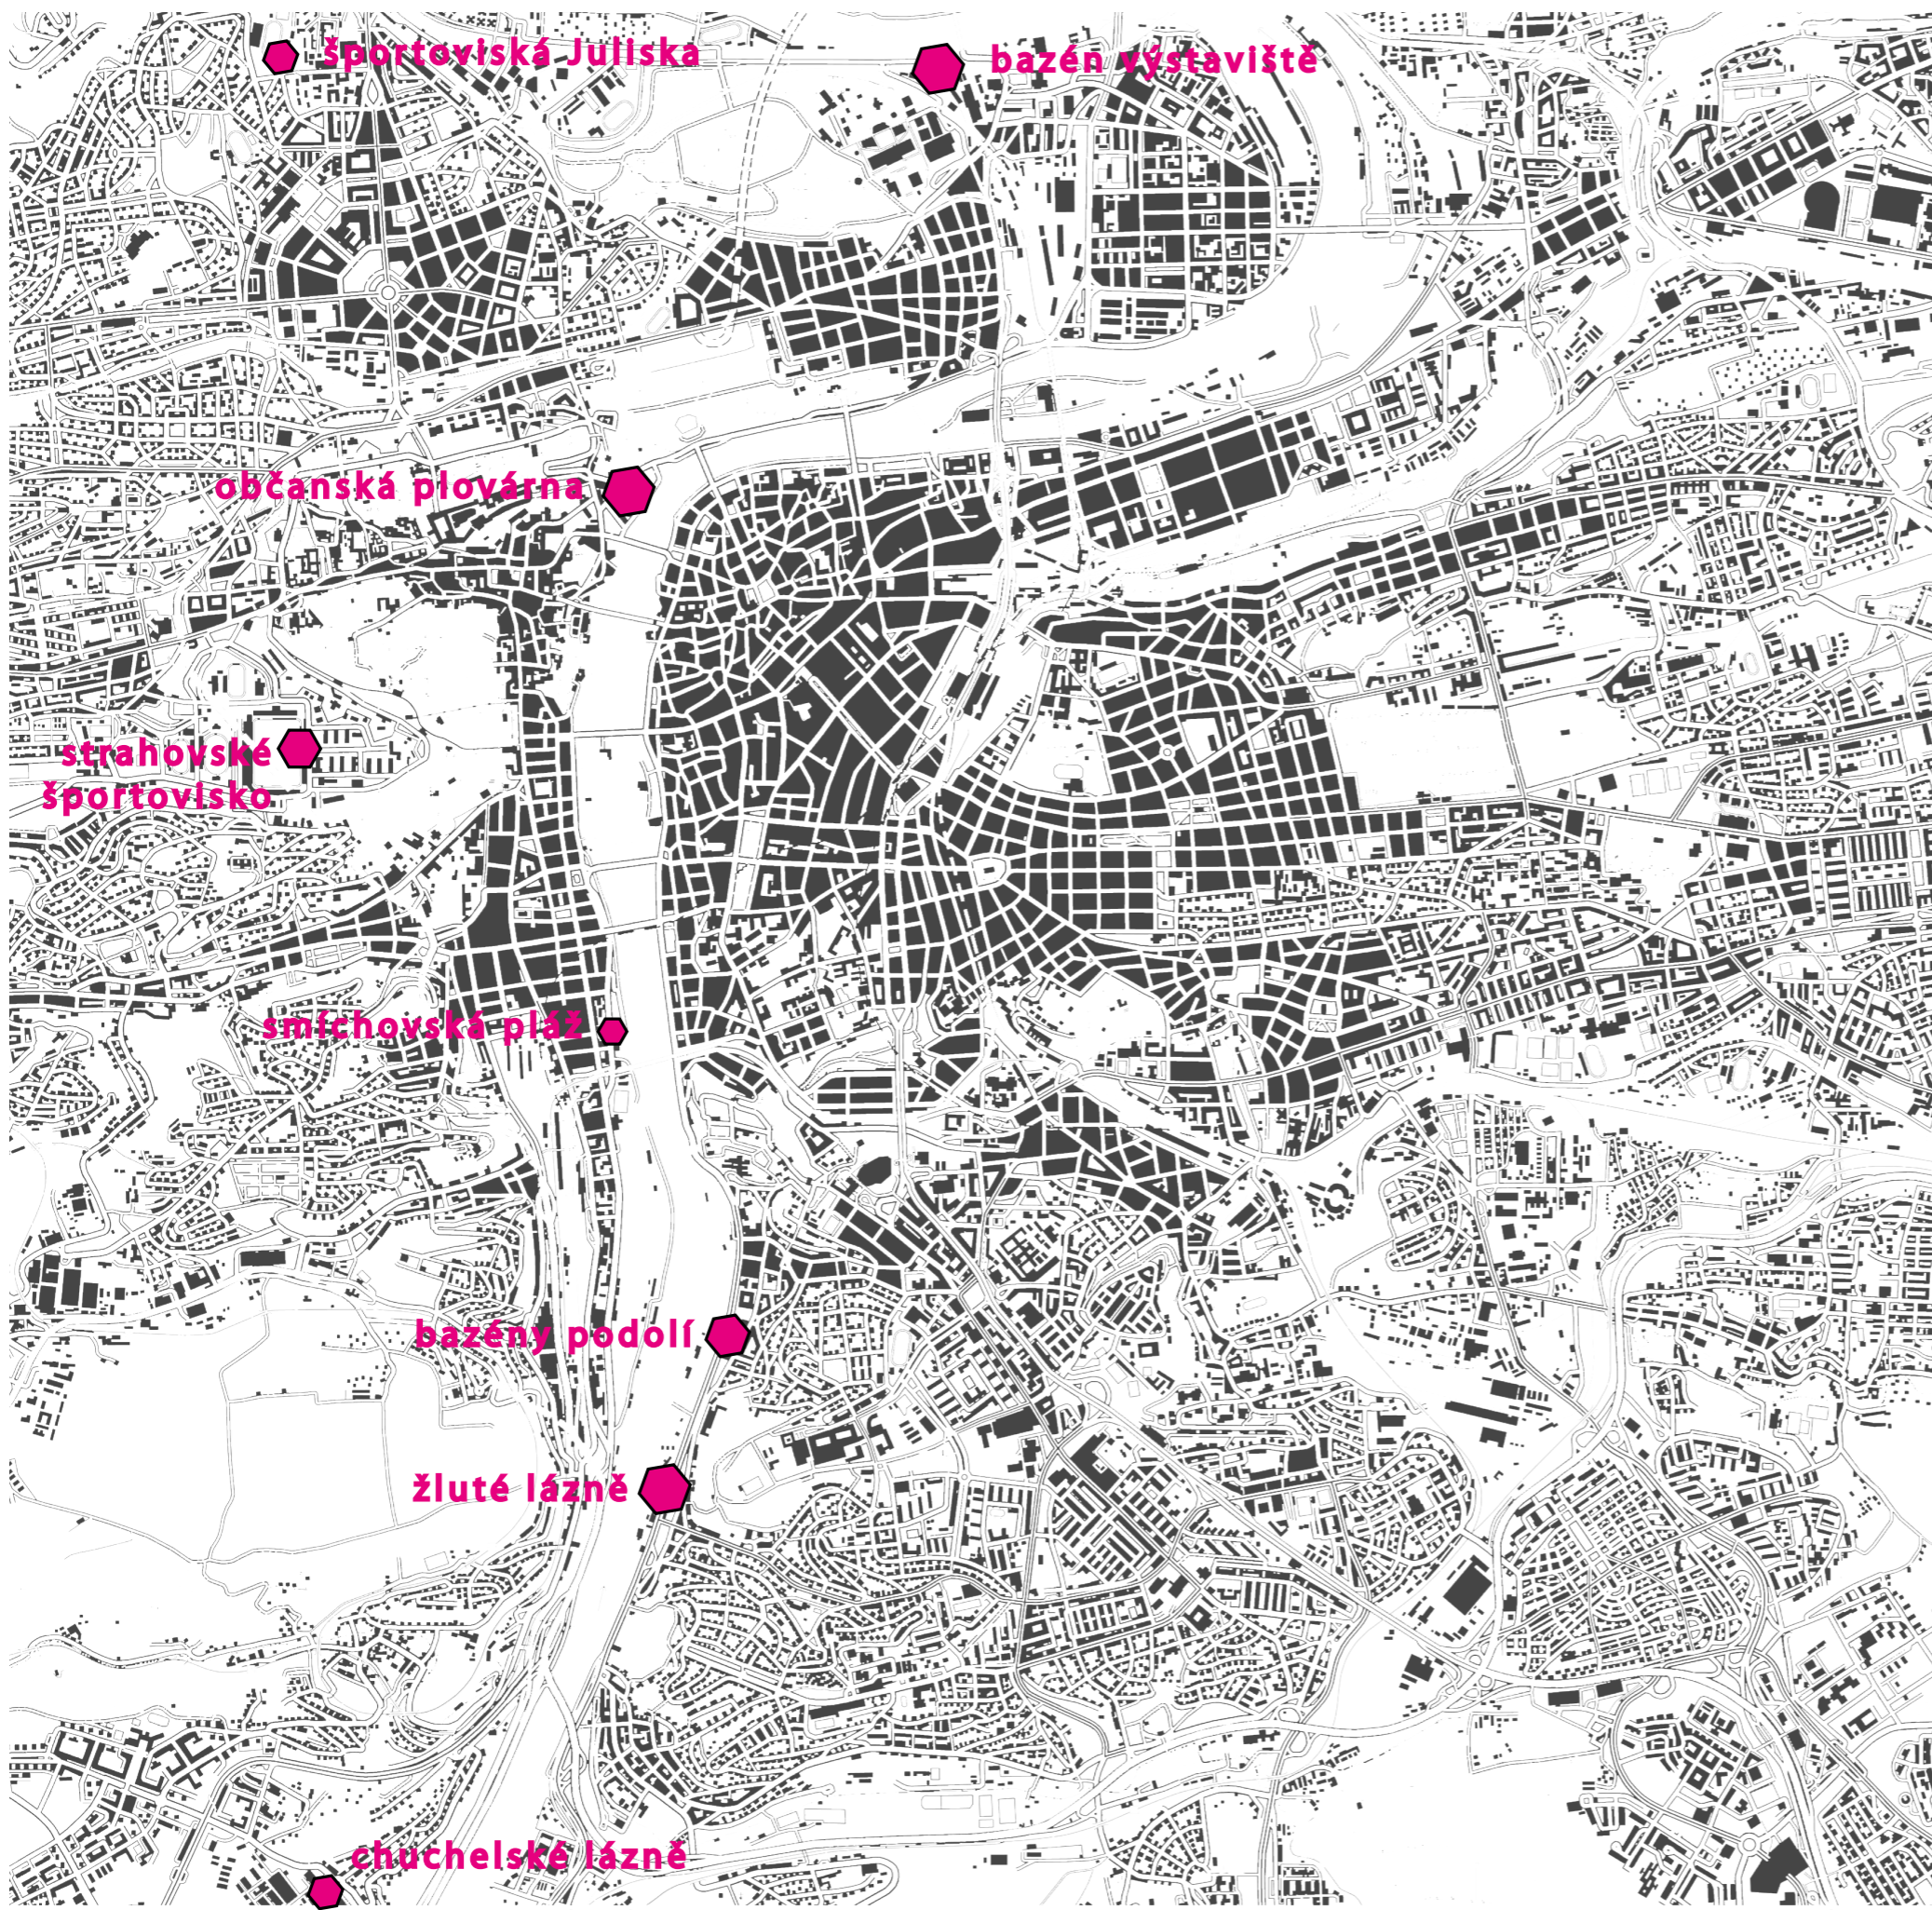 športoviská Juliska
bazén výstaviště
občanská plovárna
strahovské
športovisko
smíchovská pláž
bazény podolí
žluté lázně
chuchelské lázně